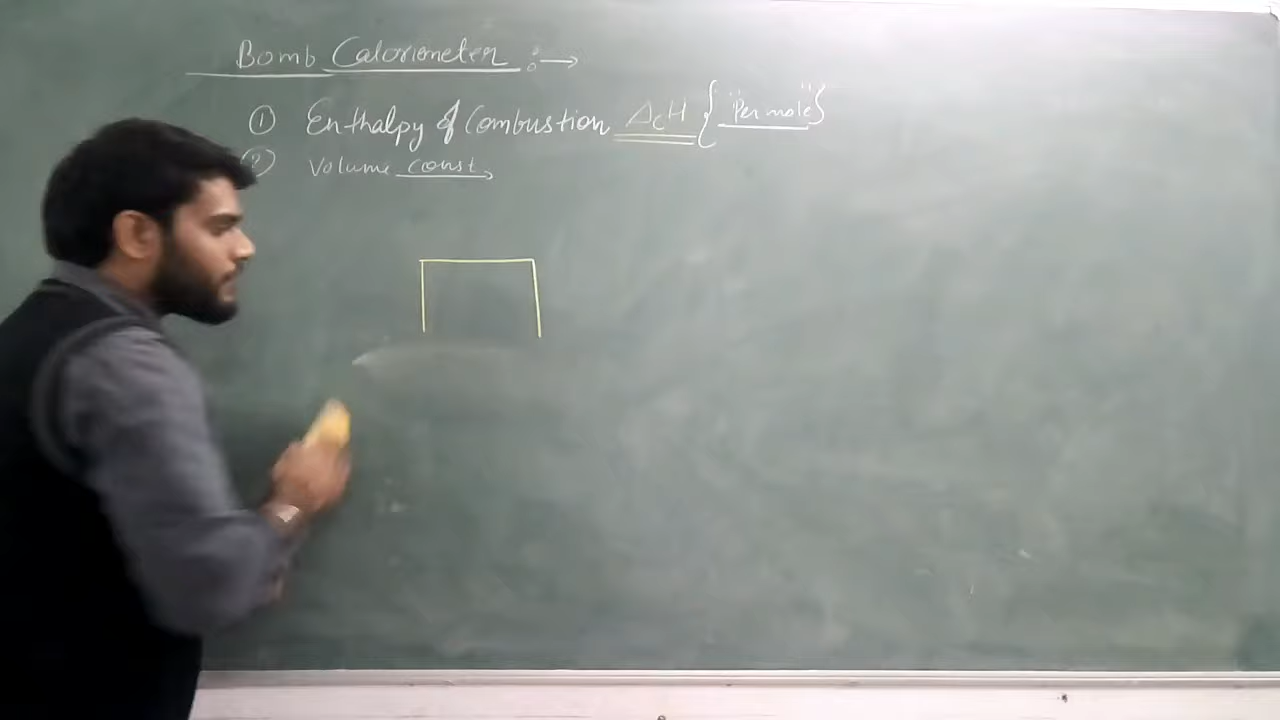 Bomb Calorimeter :→
① Enthalpy of Combustion ΔcH { "Per mole" }
② Volume const